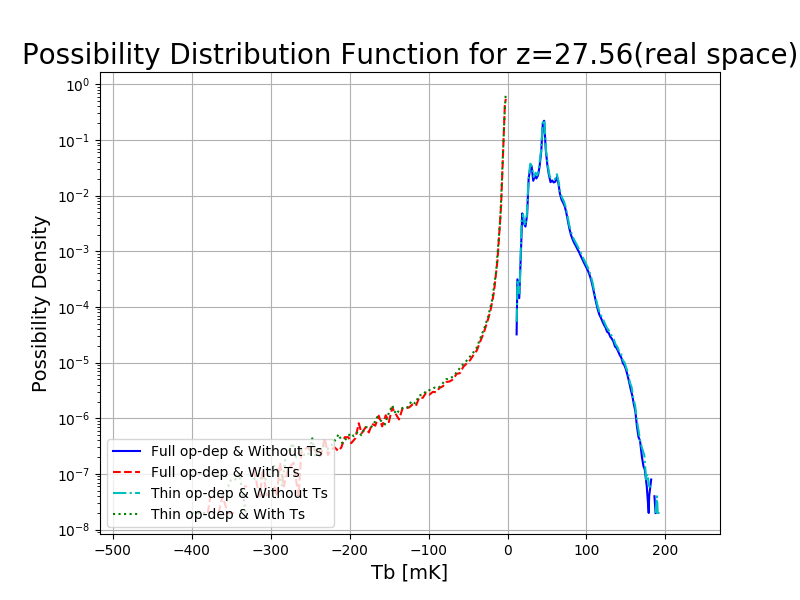 Possibility Distribution Function for z=27.56(real space)
Possibility Density
10^0
10^-1
10^-2
10^-3
10^-4
10^-5
10^-6
10^-7
10^-8
Full op-dep & Without Ts
Full op-dep & With Ts
Thin op-dep & Without Ts
Thin op-dep & With Ts
−500 −400 −300 −200 −100 0 100 200
Tb [mK]